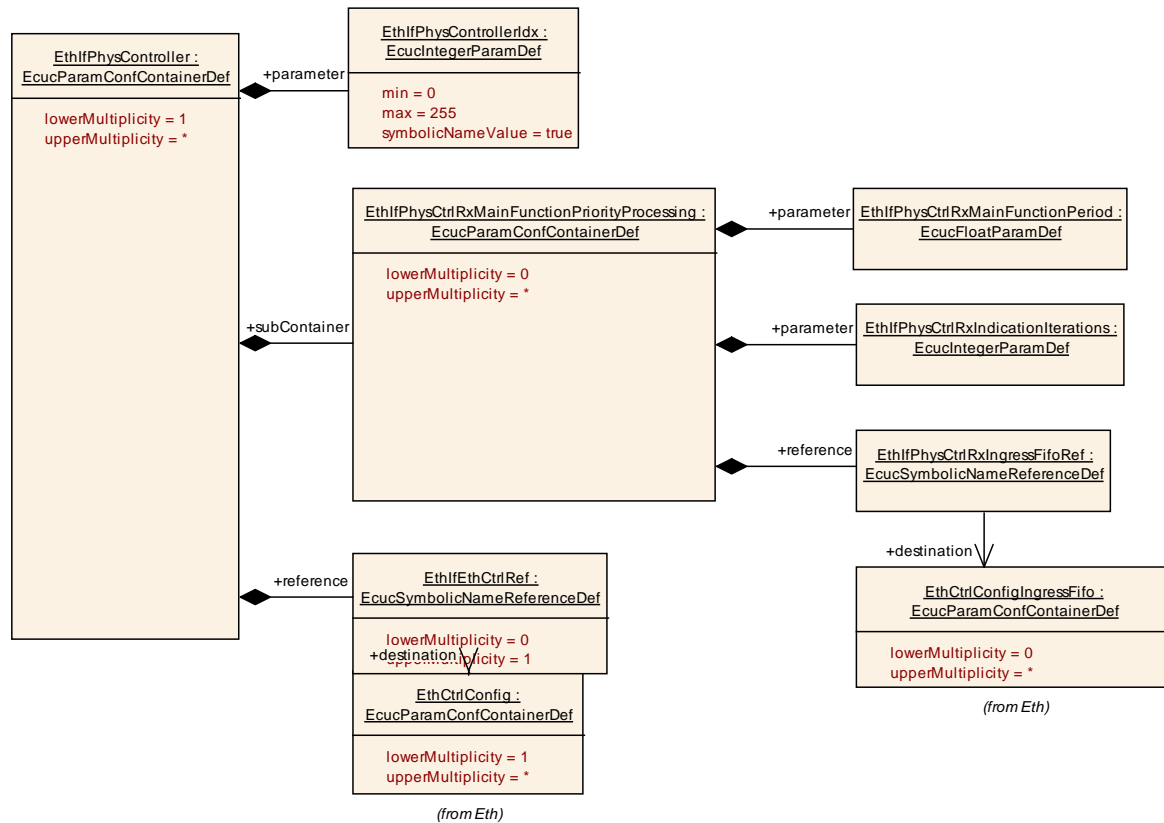 EthIfPhysController :
EcucParamConfContainerDef
lowerMultiplicity = 1
upperMultiplicity = *
+parameter
EthIfPhysControllerIdx :
EcucIntegerParamDef
min = 0
max = 255
symbolicNameValue = true
+subContainer
EthIfPhysCtrlRxMainFunctionPriorityProcessing :
EcucParamConfContainerDef
lowerMultiplicity = 0
upperMultiplicity = *
+parameter
EthIfPhysCtrlRxMainFunctionPeriod :
EcucFloatParamDef
+parameter
EthIfPhysCtrlRxIndicationIterations :
EcucIntegerParamDef
+reference
EthIfPhysCtrlRxIngressFifoRef :
EcucSymbolicNameReferenceDef
+destination
EthCtrlConfigIngressFifo :
EcucParamConfContainerDef
lowerMultiplicity = 0
upperMultiplicity = *
(from Eth)
+reference
EthIfEthCtrlRef :
EcucSymbolicNameReferenceDef
lowerMultiplicity = 0
upperMultiplicity = 1
+destination
EthCtrlConfig :
EcucParamConfContainerDef
lowerMultiplicity = 1
upperMultiplicity = *
(from Eth)